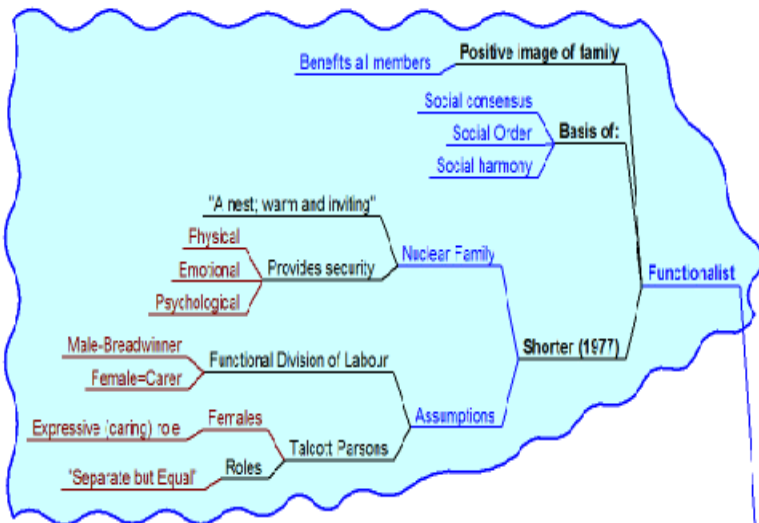 Positive image of family
Benefits all members
Social consensus
Social Order
Basis of:
Social harmony
"A nest; warm and inviting"
Physical
Nuclear Family
Emotional
Provides security
Functionalist
Psychological
Male-Breadwinner
Shorter (1977)
Functional Division of Labour
Female=Carer
Females
Assumptions
Expressive (caring) role
Talcott Parsons
Roles
"Separate but Equal"